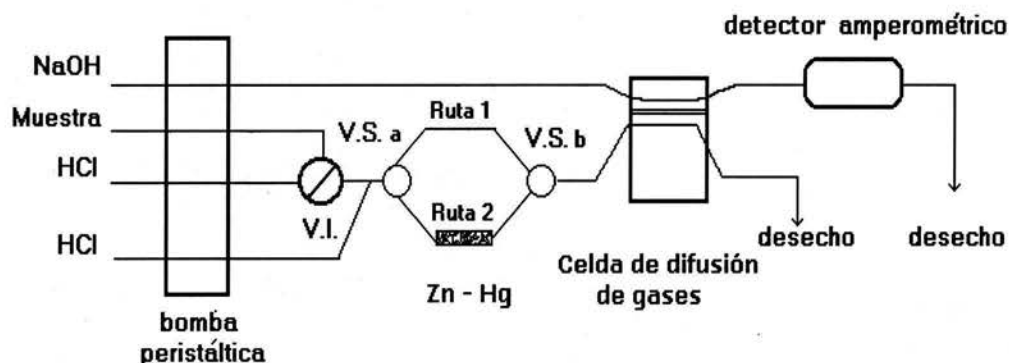 detector amperométrico
NaOH
Muestra
HCl
HCl
V.I.
V.S. a
Ruta 1
V.S. b
Ruta 2
Zn - Hg
Celda de difusión
de gases
desecho
desecho
bomba
peristáltica